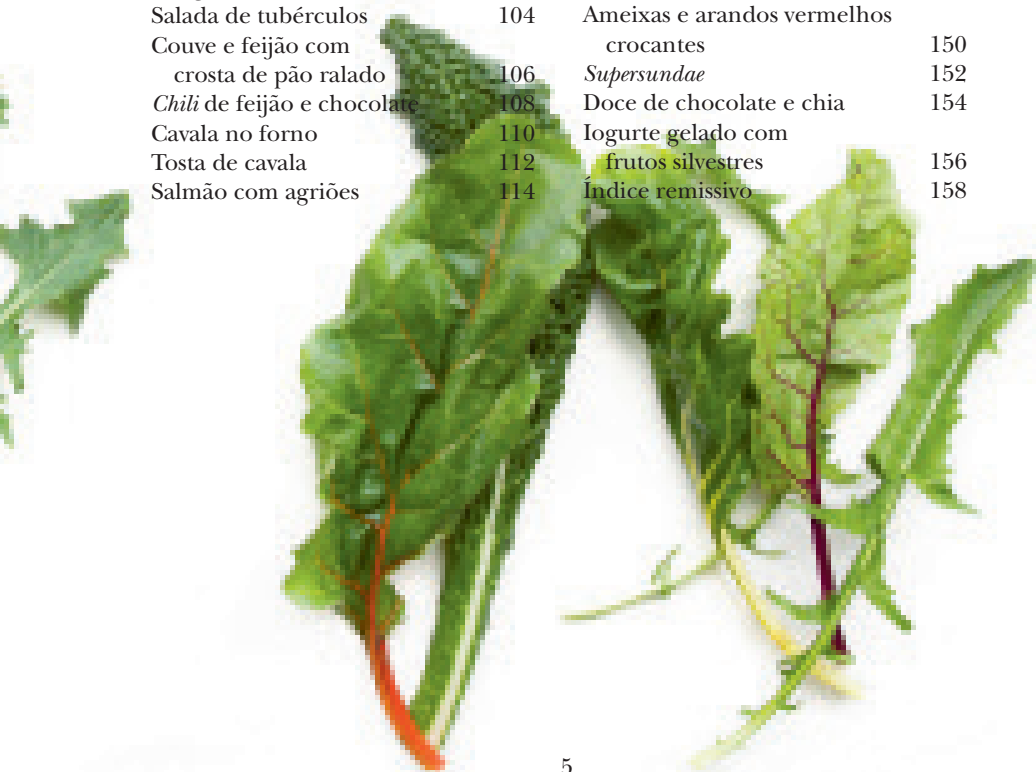 Salada de tubérculos 104
Couve e feijão com
crosta de pão ralado 106
Chili de feijão e chocolate 108
Cavala no forno 110
Tosta de cavala 112
Salmão com agriões 114
Ameixas e arandos vermelhos
crocantes 150
Supersundae 152
Doce de chocolate e chia 154
Iogurte gelado com
frutos silvestres 156
Índice remissivo 158
5